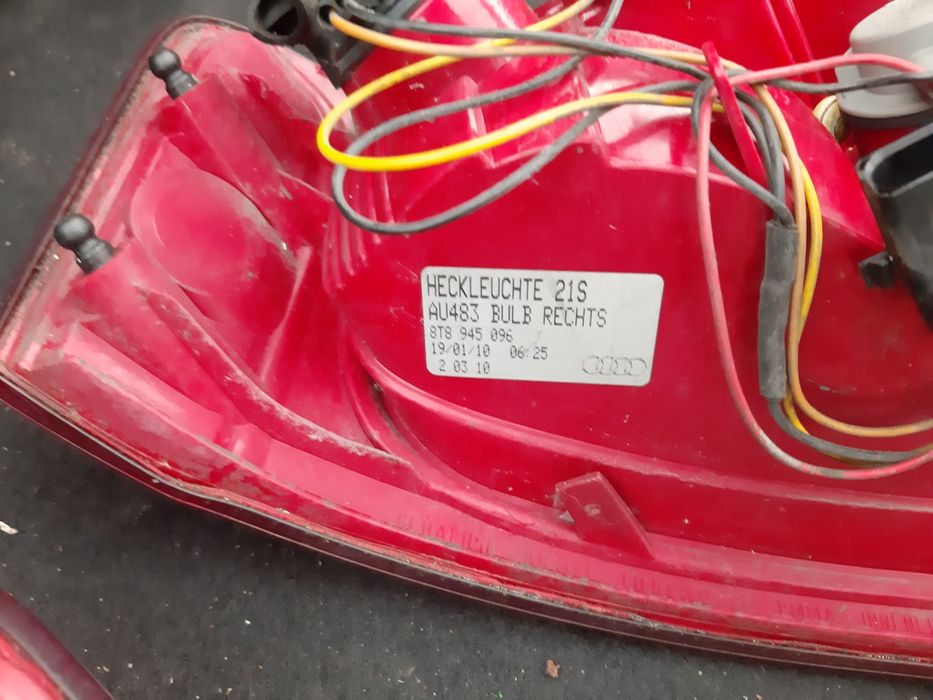 HECKLEUCHTE 21S
AU483 BULB RECHTS
8T8 945 096
19/01/10 06:25
2 03 10